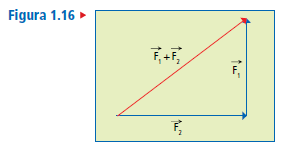 Figura 1.16 ▶
F₁+F₂
F₁
F₂